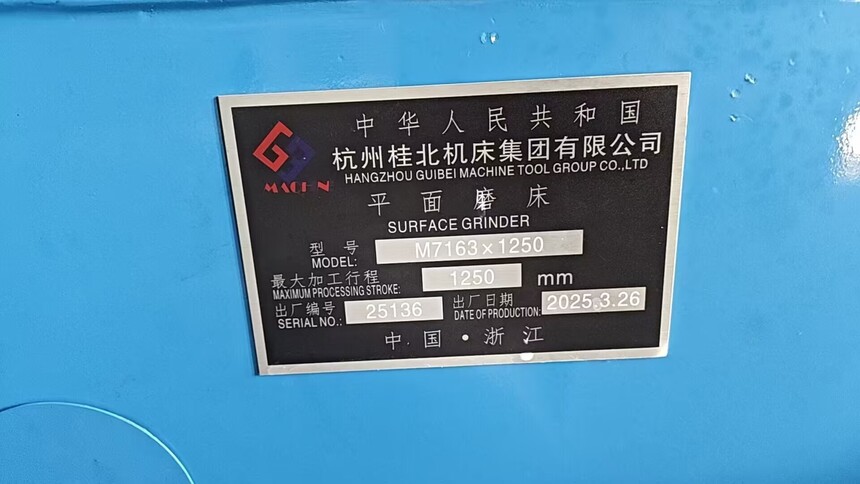 中华人民共和国
杭州桂北机床集团有限公司
HANGZHOU GUIBEI MACHINE TOOL GROUP CO.,LTD
平面磨床
SURFACE GRINDER
型号
MODEL: M7163×1250
最大加工行程
MAXIMUM PROCESSING STROKE: 1250 mm
出厂编号
SERIAL NO.: 25136
出厂日期
DATE OF PRODUCTION: 2025.3.26
中国·浙江